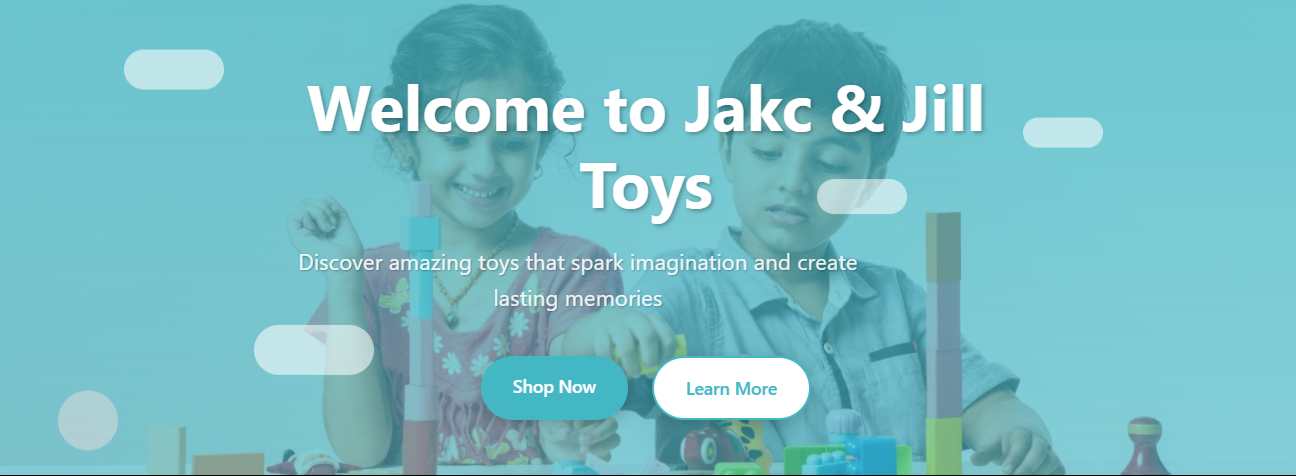 Welcome to Jakc & Jill
Toys
Discover amazing toys that spark imagination and create
lasting memories
Shop Now
Learn More